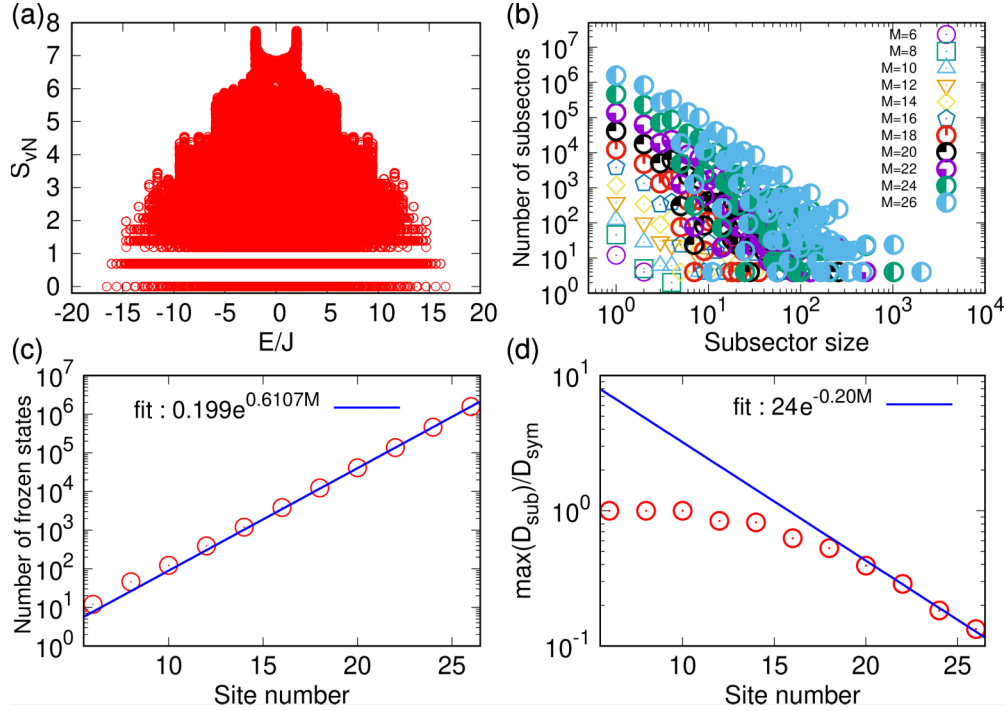 (a)
S_vN
8
7
6
5
4
3
2
1
0
-20 -15 -10 -5 0 5 10 15 20
E/J
(b)
Number of subsectors
10^7
10^6
10^5
10^4
10^3
10^2
10^1
10^0
10^0 10^1 10^2 10^3 10^4
Subsector size
M=6
M=8
M=10
M=12
M=14
M=16
M=18
M=20
M=22
M=24
M=26
(c)
Number of frozen states
10^7
10^6
10^5
10^4
10^3
10^2
10^1
10^0
fit : 0.199e^0.6107M
10 15 20 25
Site number
(d)
max(D_sub)/D_sym
10^1
10^0
10^-1
fit : 24e^-0.20M
10 15 20 25
Site number